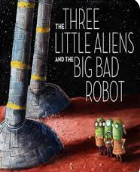 THE THREE
LITTLE ALIENS
AND THE BIG BAD
ROBOT